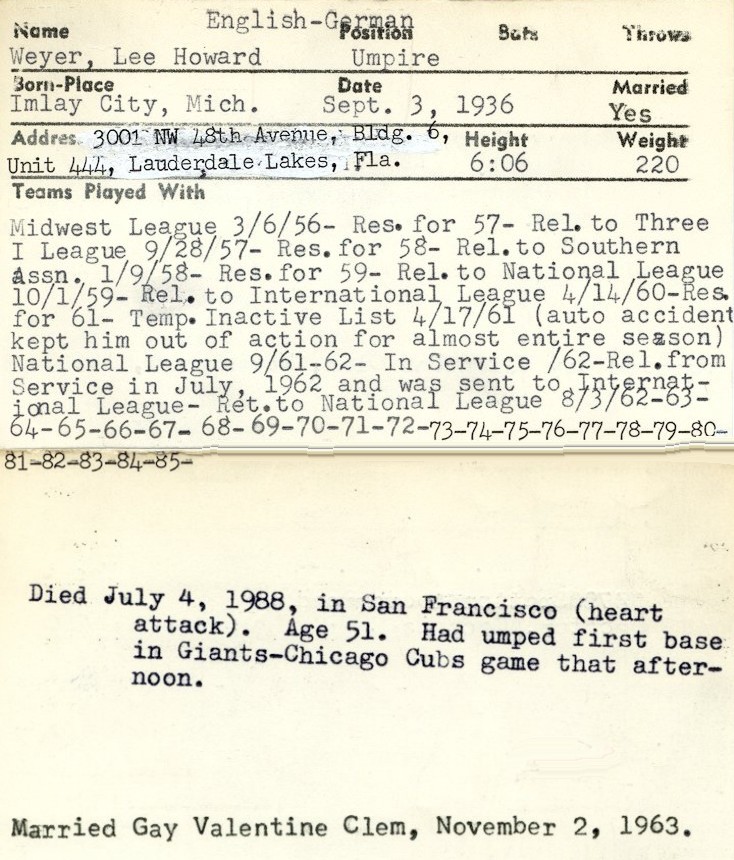 English-German
Name Position Bats Throws
Weyer, Lee Howard Umpire
Born-Place Date Married
Imlay City, Mich. Sept. 3, 1936 Yes
Addres 3001 NW 48th Avenue, Bldg. 6, Height Weight
Unit 444, Lauderdale Lakes, Fla. 6:06 220
Teams Played With
Midwest League 3/6/56- Res. for 57- Rel. to Three
I League 9/28/57- Res. for 58- Rel. to Southern
Assn. 1/9/58- Res. for 59- Rel. to National League
10/1/59- Rel. to International League 4/14/60-Res.
for 61- Temp. Inactive List 4/17/61 (auto accident
kept him out of action for almost entire season)
National League 9/61-62- In Service /62-Rel.from
Service in July, 1962 and was sent to Internat-
ional League- Ret.to National League 8/3/62-63-
64-65-66-67- 68-69-70-71-72-73-74-75-76-77-78-79-80-
81-82-83-84-85-
Died July 4, 1988, in San Francisco (heart
attack). Age 51. Had umped first base
in Giants-Chicago Cubs game that after-
noon.
Married Gay Valentine Clem, November 2, 1963.